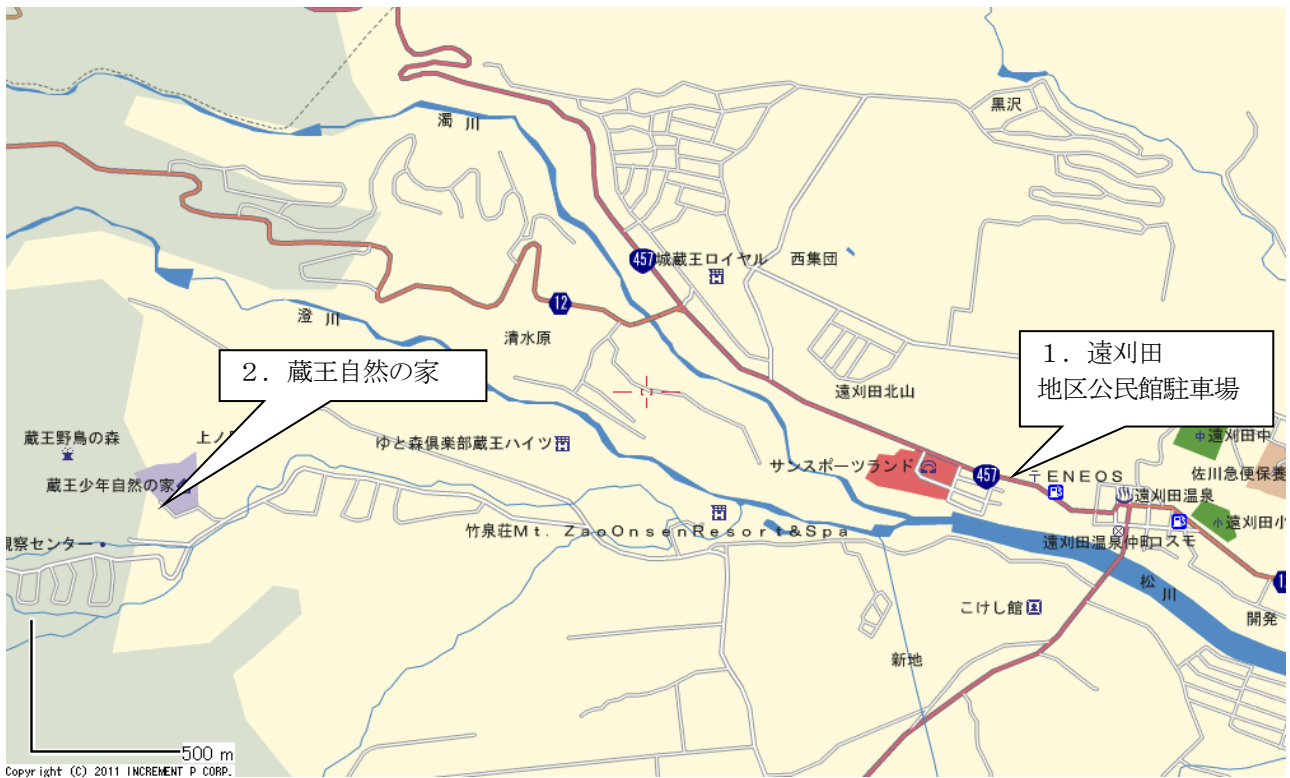 黒沢
濁 川
457
城蔵王ロイヤル
西集団
12
澄 川
清水原
2．蔵王自然の家
1．遠刈田
地区公民館駐車場
遠刈田北山
蔵王野鳥の森
上ノ
ゆと森倶楽部蔵王ハイツ
サンスポーツランド
遠刈田中
457
ENEOS
佐川急便保養
蔵王少年自然の家
遠刈田温泉
遠刈田小
竹泉荘Mt. ZaoOnsenResort&Spa
観察センター
遠刈田温泉仲町
コスモ
松
川
こけし館
開発
新地
500 m
Copyright (C) 2011 INCREMENT P CORP.